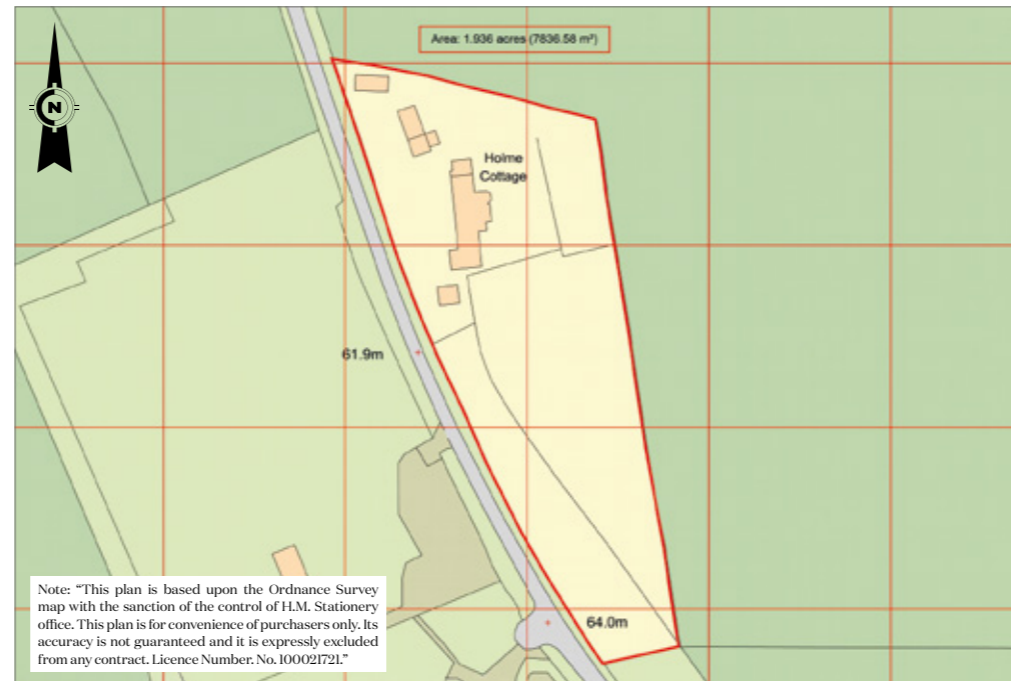 Area: 1.936 acres (7836.58 m²)
N
Holme
Cottage
61.9m
64.0m
Note: “This plan is based upon the Ordnance Survey
map with the sanction of the control of H.M. Stationery
office. This plan is for convenience of purchasers only. Its
accuracy is not guaranteed and it is expressly excluded
from any contract. Licence Number. No. 100021721.”